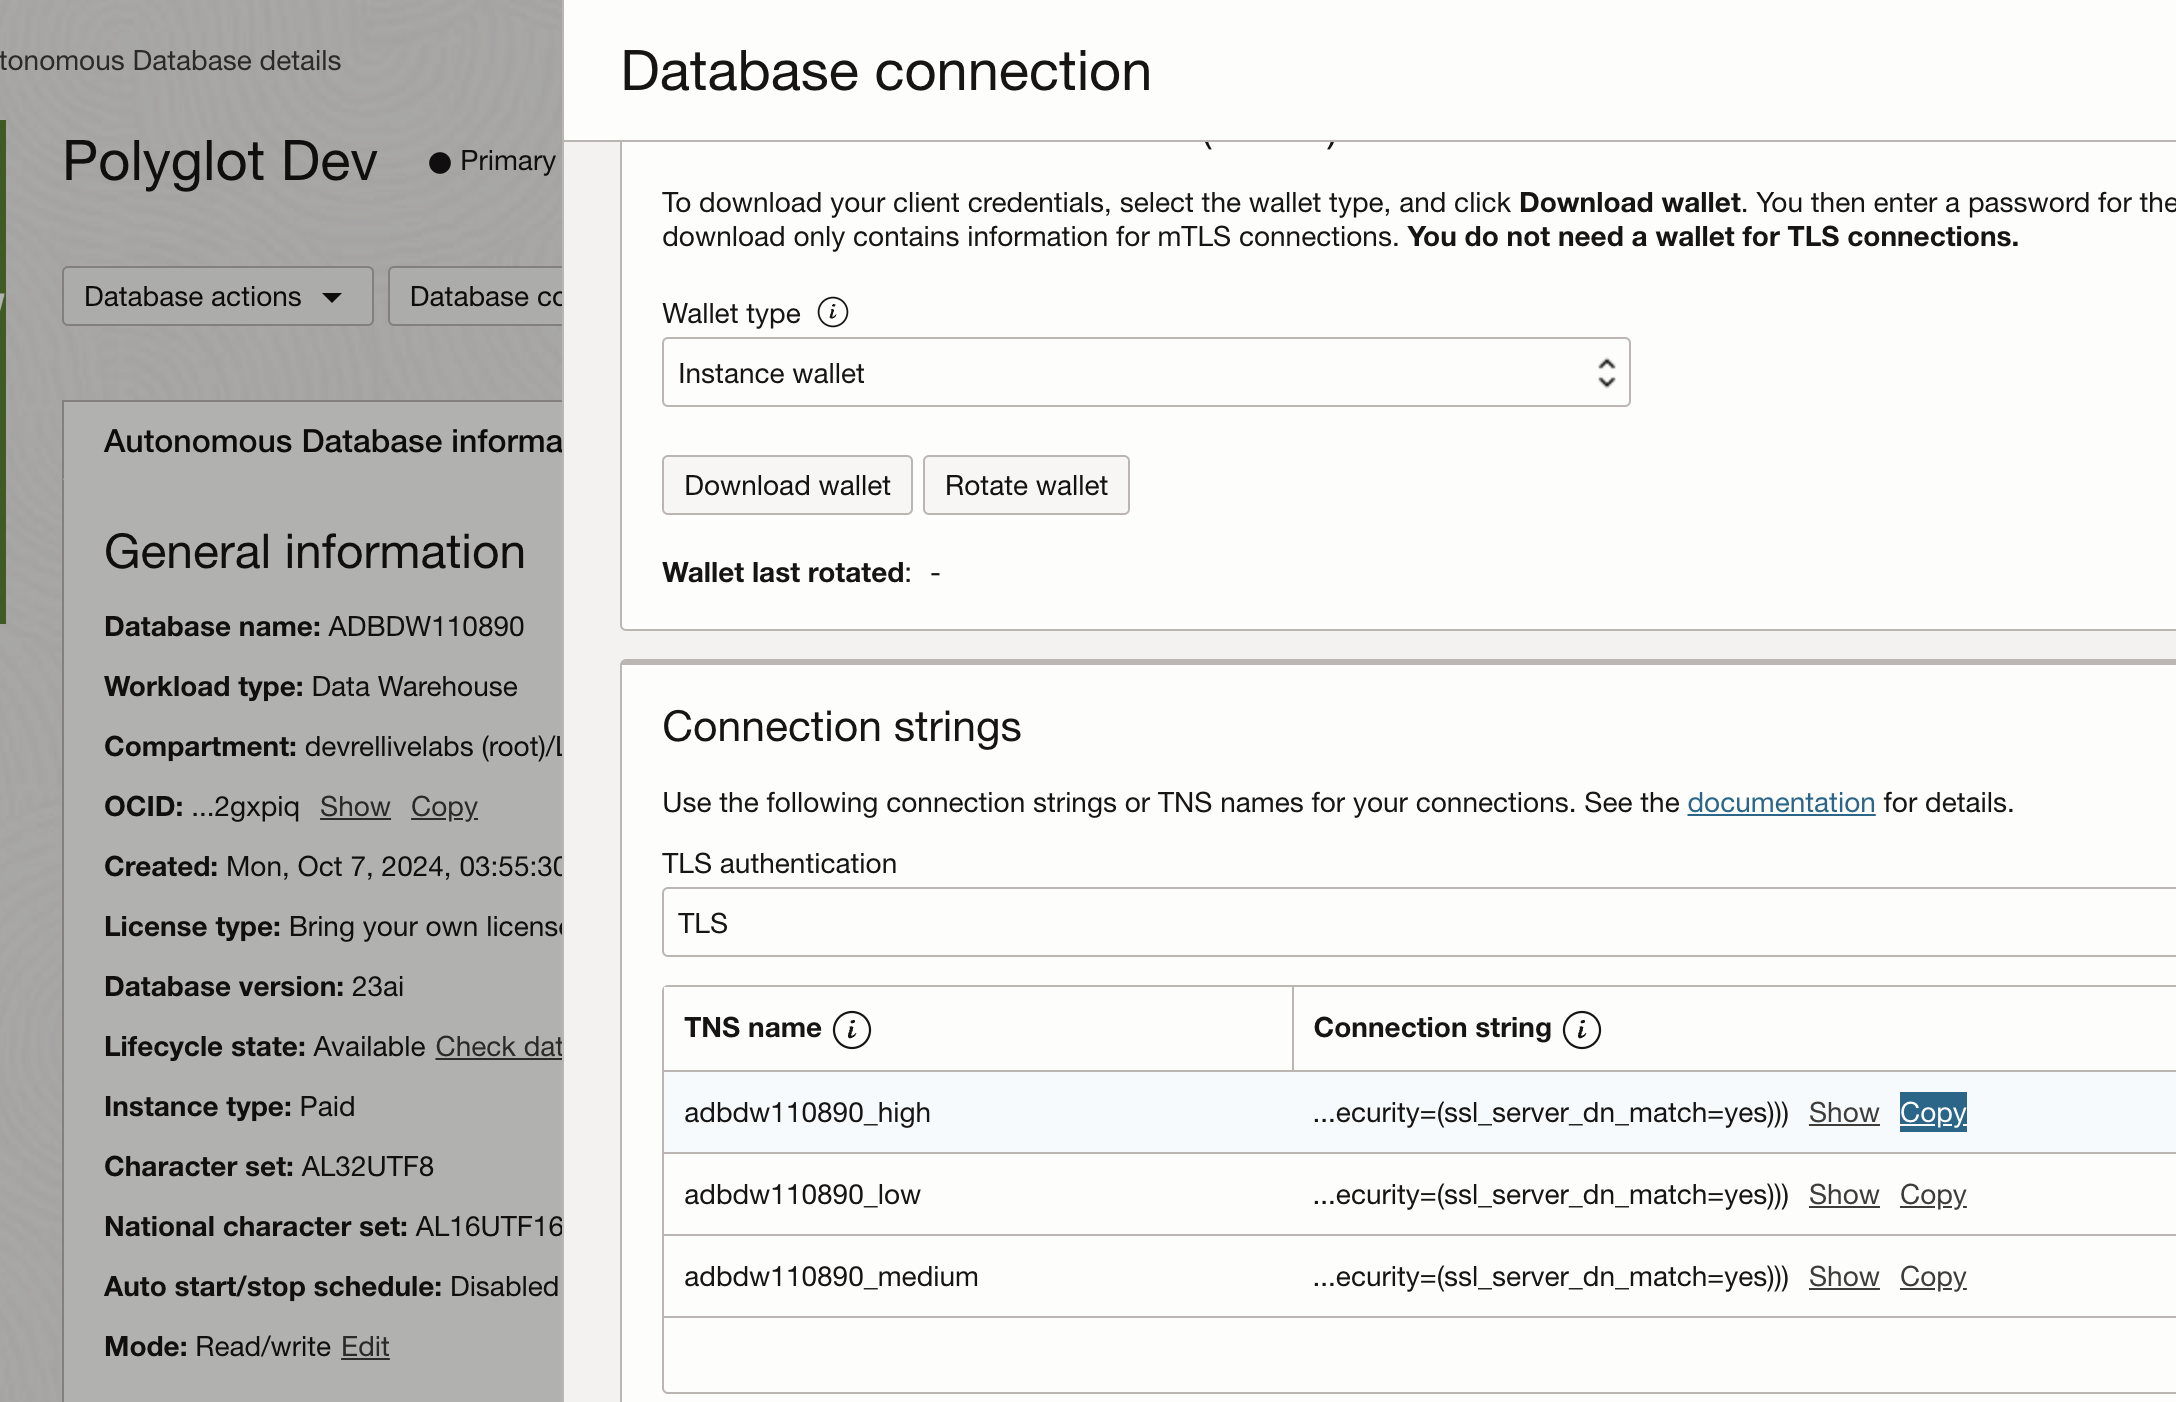 tonomous Database details
Polyglot Dev
Primary
Database actions
Database co
Autonomous Database informa
General information
Database name: ADBDW110890
Workload type: Data Warehouse
Compartment: devrellivelabs (root)/L
OCID: ...2gxpiq Show Copy
Created: Mon, Oct 7, 2024, 03:55:30
License type: Bring your own license
Database version: 23ai
Lifecycle state: Available Check dat
Instance type: Paid
Character set: AL32UTF8
National character set: AL16UTF16
Auto start/stop schedule: Disabled
Mode: Read/write Edit
Database connection
To download your client credentials, select the wallet type, and click Download wallet. You then enter a password for the
download only contains information for mTLS connections. You do not need a wallet for TLS connections.
Wallet type
Instance wallet
Download wallet Rotate wallet
Wallet last rotated: -
Connection strings
Use the following connection strings or TNS names for your connections. See the documentation for details.
TLS authentication
TLS
TNS name Connection string
adbdw110890_high ...ecurity=(ssl_server_dn_match=yes))) Show Copy
adbdw110890_low ...ecurity=(ssl_server_dn_match=yes))) Show Copy
adbdw110890_medium ...ecurity=(ssl_server_dn_match=yes))) Show Copy